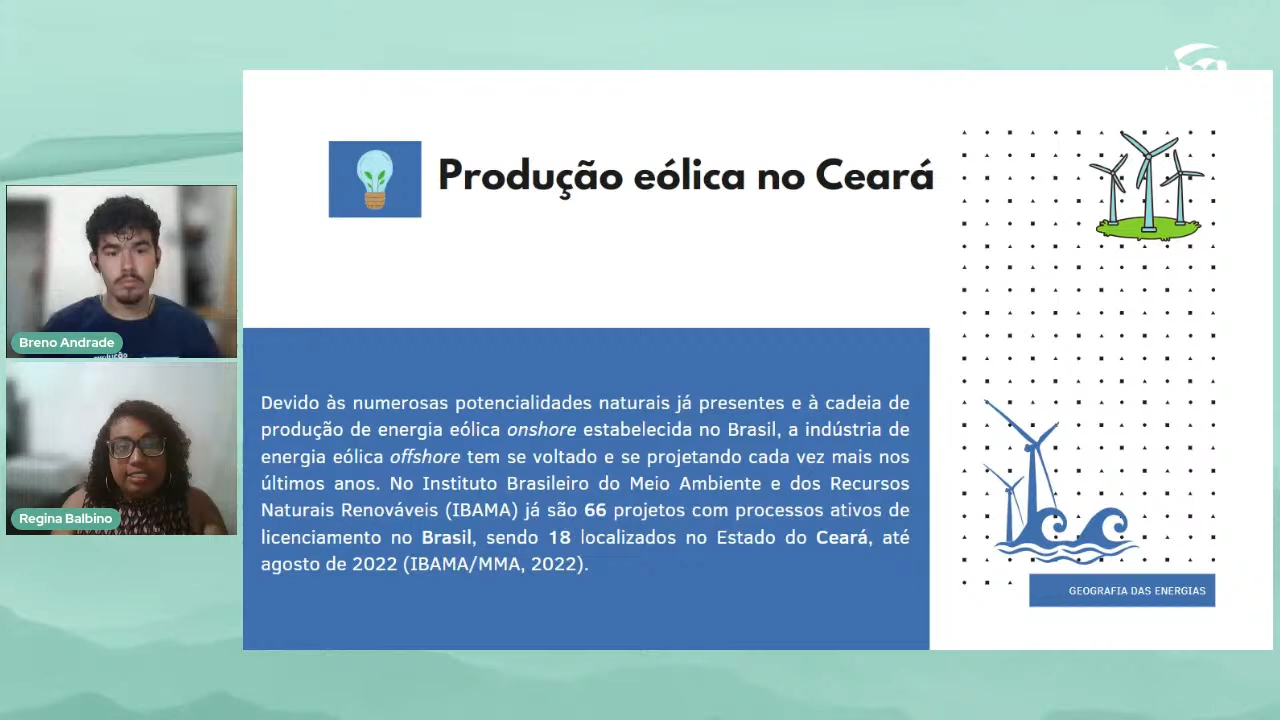 Produção eólica no Ceará
Breno Andrade
Regina Balbino
Devido às numerosas potencialidades naturais já presentes e à cadeia de
produção de energia eólica onshore estabelecida no Brasil, a indústria de
energia eólica offshore tem se voltado e se projetando cada vez mais nos
últimos anos. No Instituto Brasileiro do Meio Ambiente e dos Recursos
Naturais Renováveis (IBAMA) já são 66 projetos com processos ativos de
licenciamento no Brasil, sendo 18 localizados no Estado do Ceará, até
agosto de 2022 (IBAMA/MMA, 2022).
GEOGRAFIA DAS ENERGIAS